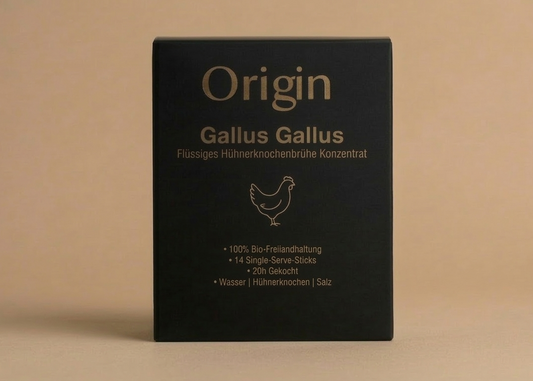 Origin
Gallus Gallus
Flüssiges Hühnerknochenbrühe Konzentrat
• 100% Bio-Freilandhaltung
• 14 Single-Serve-Sticks
• 20h Gekocht
• Wasser | Hühnerknochen | Salz